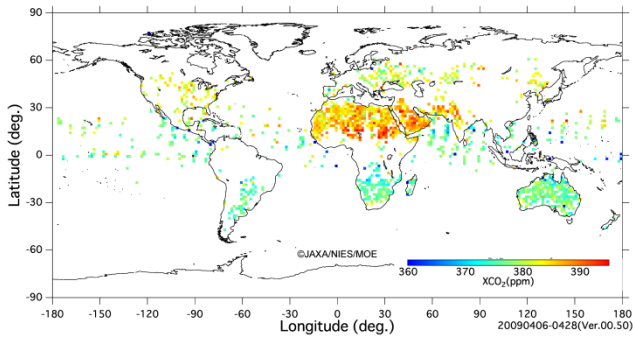 90
60
30
0
-30
-60
-90
Latitude (deg.)
©JAXA/NIES/MOE
360 370 380 390
XCO₂(ppm)
-180 -150 -120 -90 -60 -30 0 30 60 90 120 150 180
Longitude (deg.)
20090406-0428(Ver.00.50)